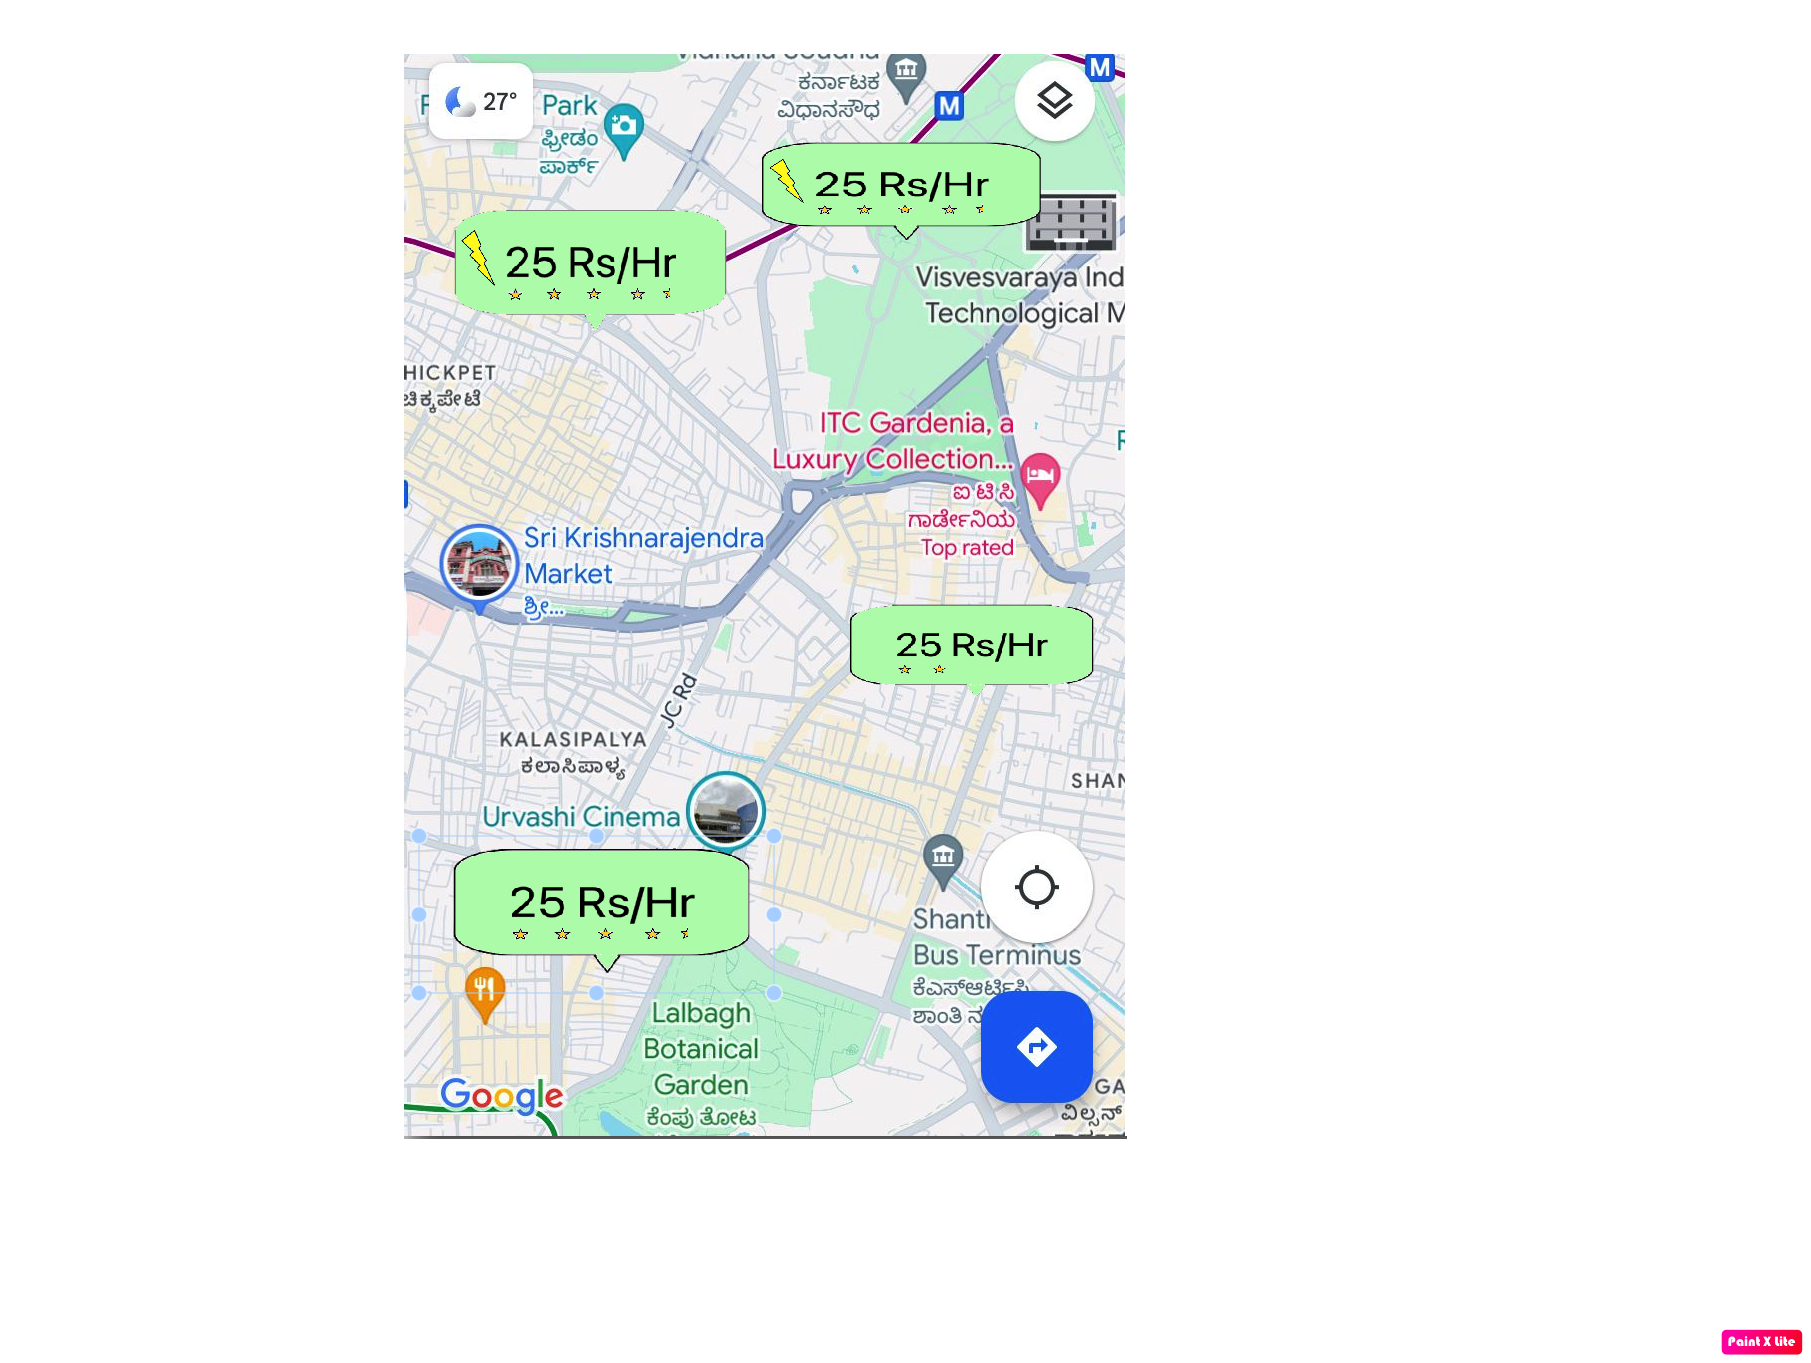 27°
Park
ಫ್ರೀಡಂ
ಪಾರ್ಕ್
ಕರ್ನಾಟಕ
ವಿಧಾನಸೌಧ
M
M
25 Rs/Hr
25 Rs/Hr
Visvesvaraya Ind
Technological M
HICKPET
ಚಿಕ್ಕಪೇಟೆ
ITC Gardenia, a
Luxury Collection...
ಐ ಟಿ ಸಿ
ಗಾರ್ಡೇನಿಯ
Top rated
Sri Krishnarajendra
Market
ಶ್ರೀ...
25 Rs/Hr
JC Rd
KALASIPALYA
ಕಲಾಸಿಪಾಳ್ಯ
SHAN
Urvashi Cinema
25 Rs/Hr
Shanti
Bus Terminus
ಕೆಎಸ್ಆರ್ಟಿಸಿ
ಶಾಂತಿ ನ
Lalbagh
Botanical
Garden
ಕೆಂಪು ತೋಟ
Google
GA
ವಿಲ್ಸನ್
Paint X Lite